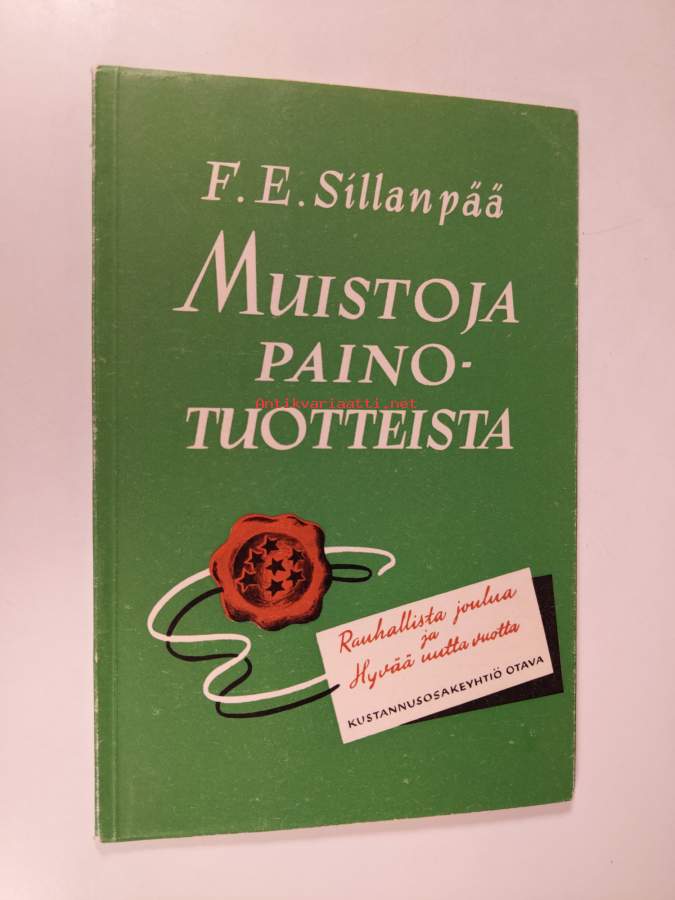 F. E. Sillanpää
MUISTOJA
PAINO-
Antikvariaatti.net
TUOTTEISTA
Rauhallista joulua
ja
Hyvää uutta vuotta
KUSTANNUSOSAKEYHTIÖ OTAVA